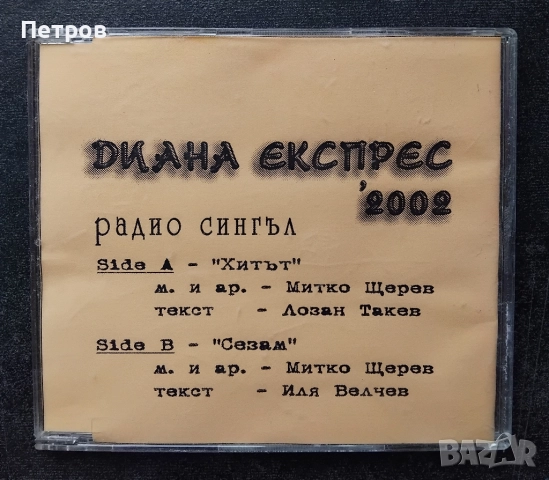 Петров
ДИАНА ЕКСПРЕС
'2002
радио сингъл
Side A - "Хитът"
м. и ар. - Митко Щерев
текст - Лозан Такев
Side B - "Сезам"
м. и ар. - Митко Щерев
текст - Иля Велчев
BAZAR